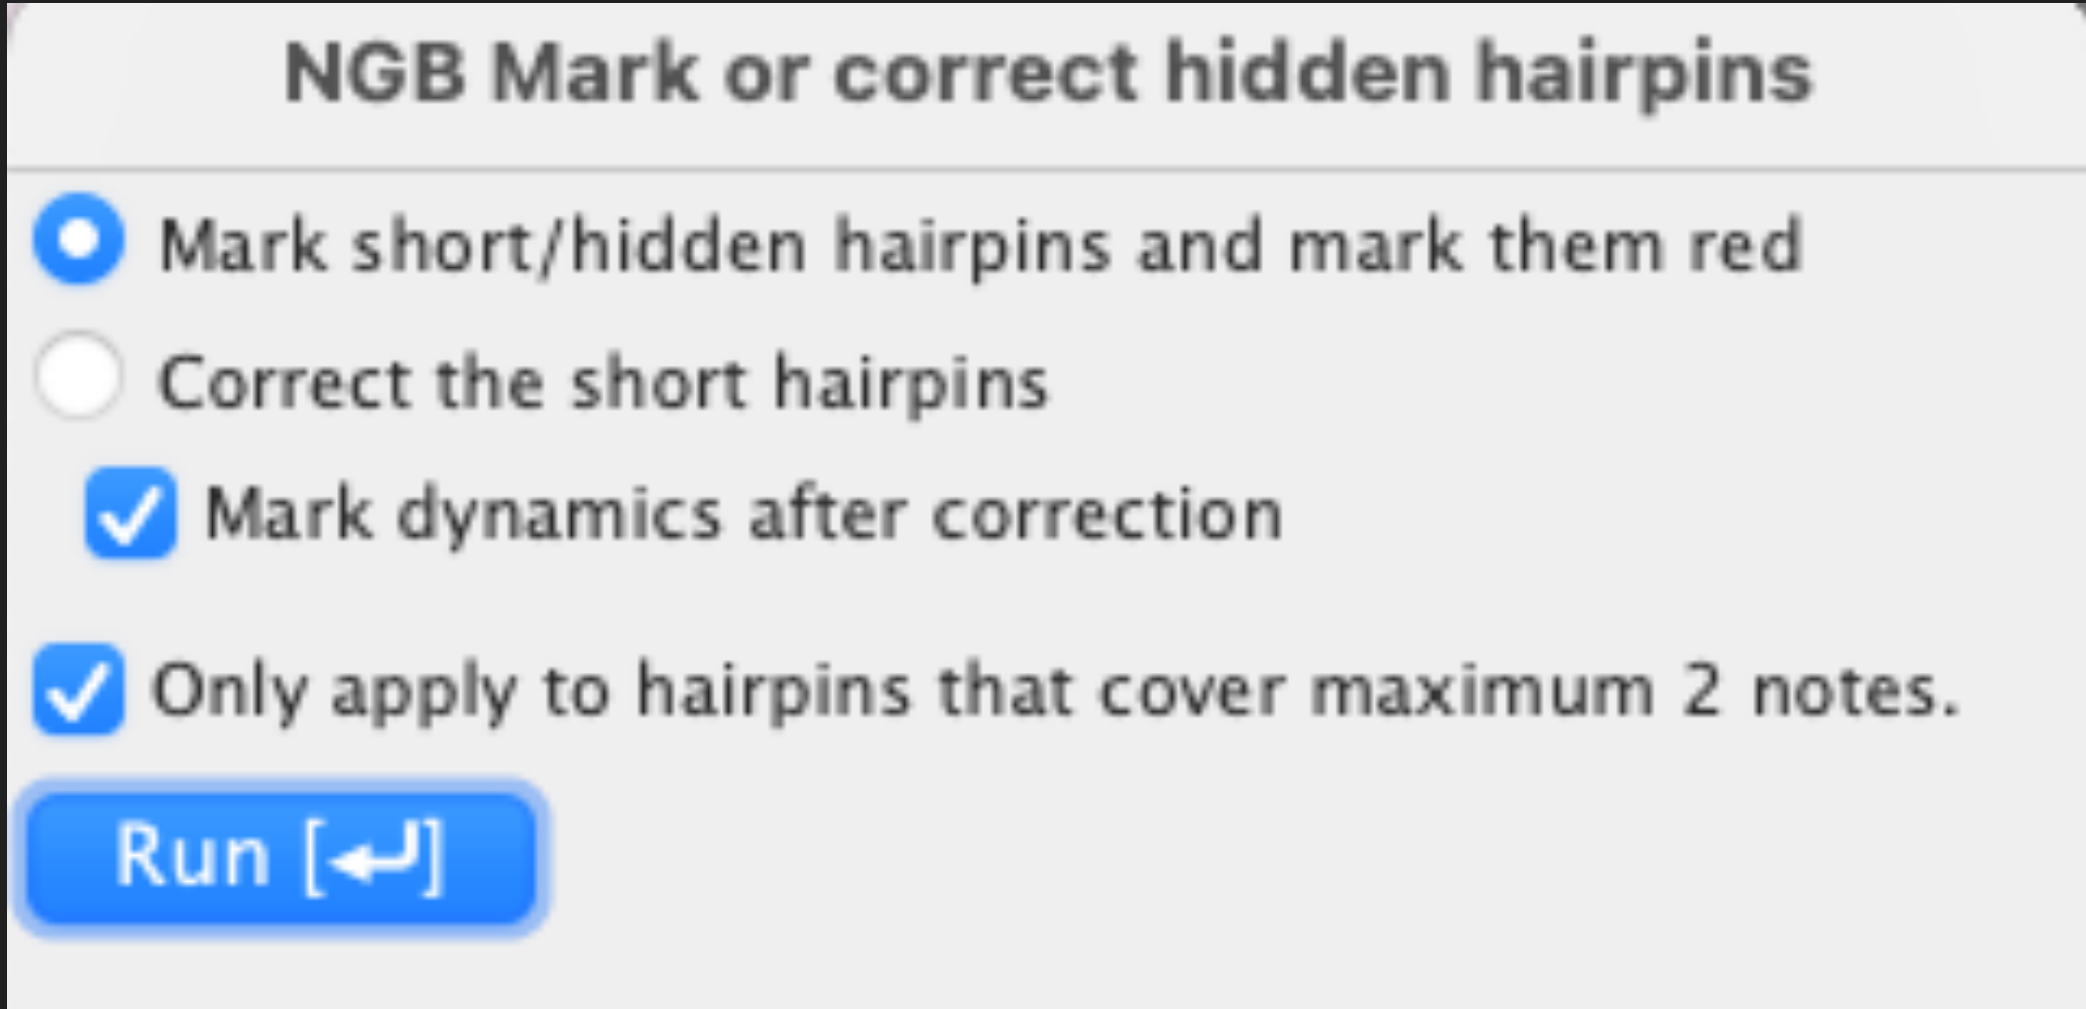 NGB Mark or correct hidden hairpins
Mark short/hidden hairpins and mark them red
Correct the short hairpins
Mark dynamics after correction
Only apply to hairpins that cover maximum 2 notes.
Run [↵]